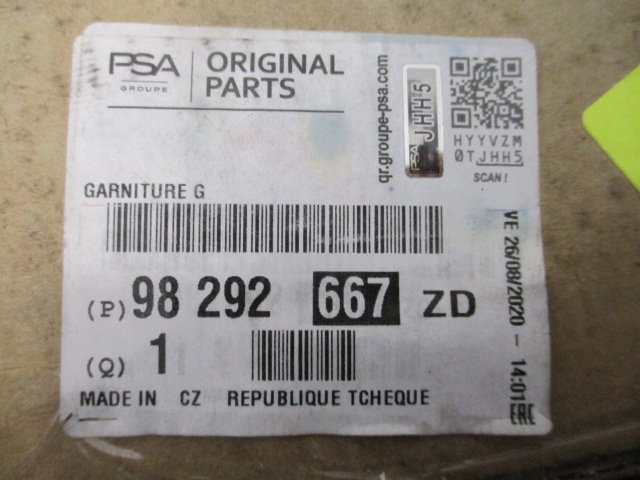 PSA
GROUPE
ORIGINAL
PARTS
qr.groupe-psa.com
PSA JHH5
HYYVZM
0TJHH5
SCAN!
GARNITURE G
(P) 98 292 667 ZD
(Q) 1
MADE IN CZ REPUBLIQUE TCHEQUE
VE 26/08/2020 - 14:01
EAC